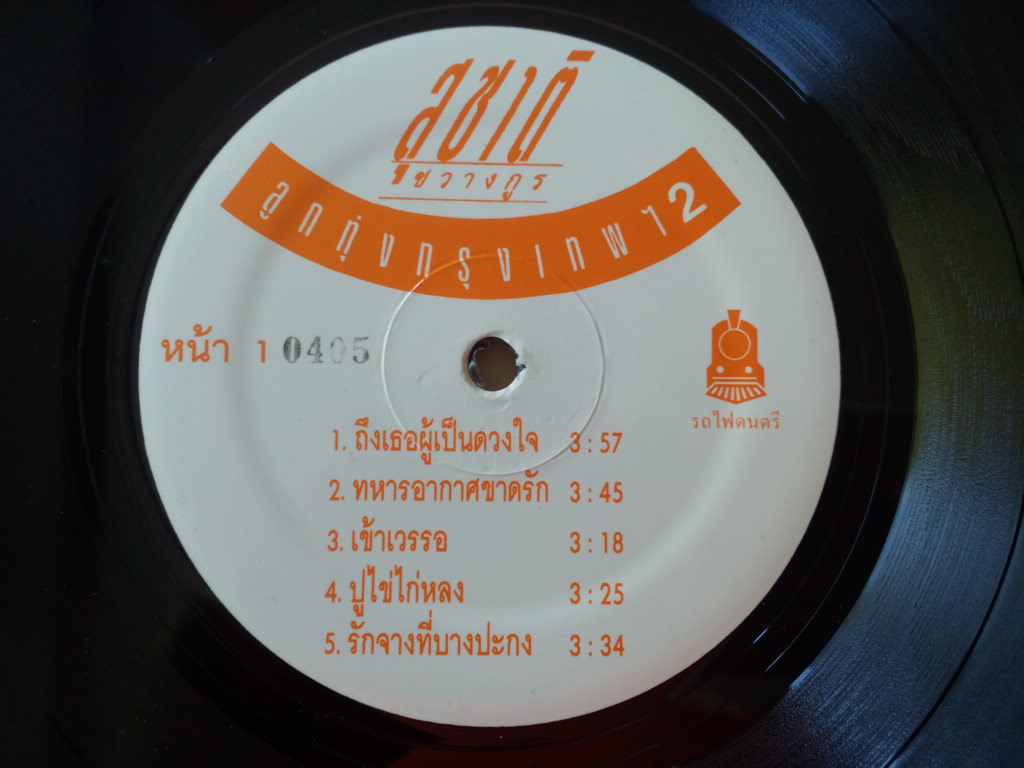 สุชาติ
ชวางกูร
ลูกทุ่งกรุงเทพฯ 2
หน้า 1 0405
รถไฟดนตรี
1. ถึงเธอผู้เป็นดวงใจ 3 : 57
2. ทหารอากาศขาดรัก 3 : 45
3. เข้าเวรรอ 3 : 18
4. ปูไข่ไก่หลง 3 : 25
5. รักจางที่บางปะกง 3 : 34